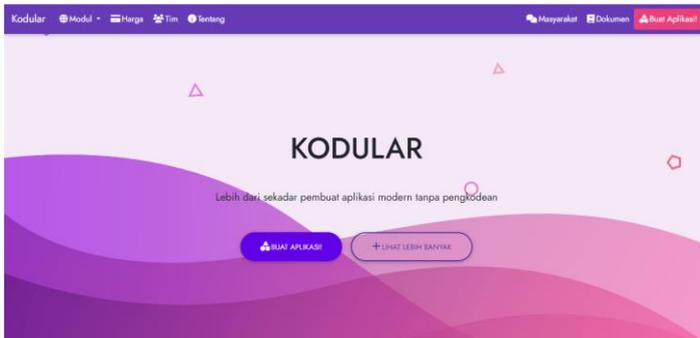 Kodular Modul Harga Tim Tentang Masyarakat Dokumen Buat Aplikasi!
KODULAR
Lebih dari sekadar pembuat aplikasi modern tanpa pengkodean
BUAT APLIKASI! LIHAT LEBIH BANYAK